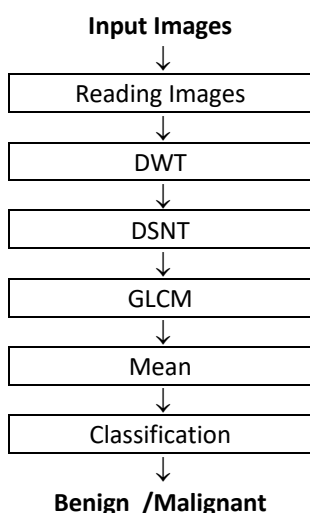 Input Images
Reading Images
DWT
DSNT
GLCM
Mean
Classification
Benign /Malignant